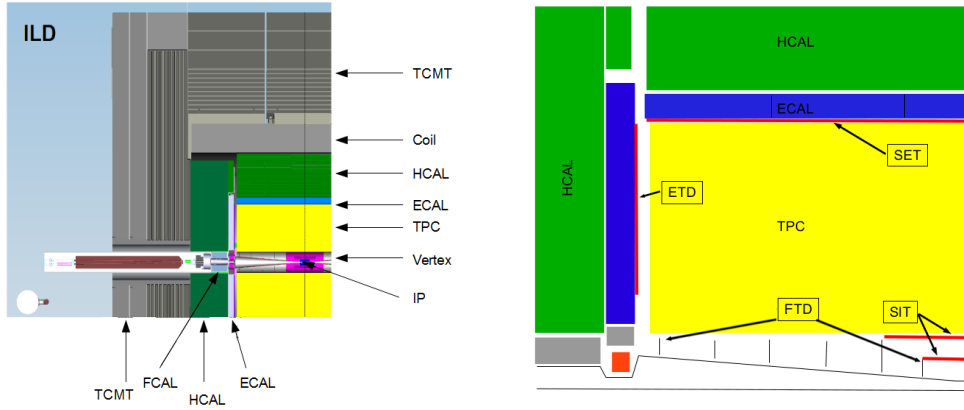 ILD
TCMT
Coil
HCAL
ECAL
TPC
Vertex
IP
TCMT
FCAL
HCAL
ECAL
HCAL
ECAL
SET
HCAL
ETD
TPC
FTD
SIT